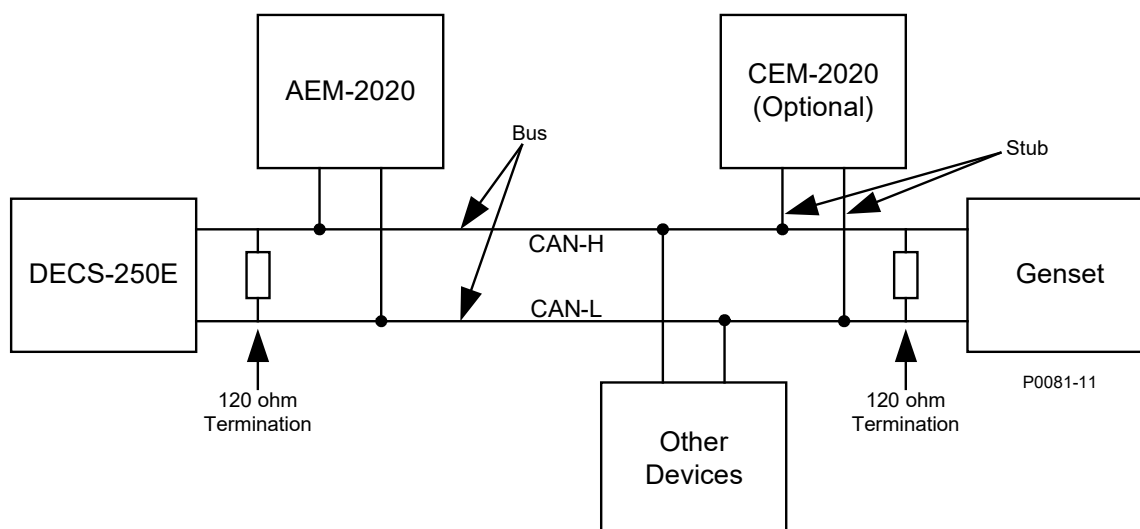 AEM-2020
CEM-2020
(Optional)
Bus
Stub
DECS-250E
CAN-H
Genset
CAN-L
P0081-11
120 ohm
Termination
120 ohm
Termination
Other
Devices